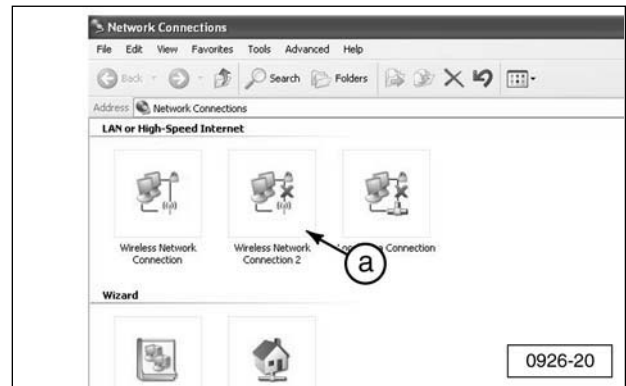 Network Connections
File Edit View Favorites Tools Advanced Help
Back Search Folders
Address Network Connections
LAN or High-Speed Internet
Wireless Network Connection
Wireless Network Connection 2
Connection
a
Wizard
0926-20